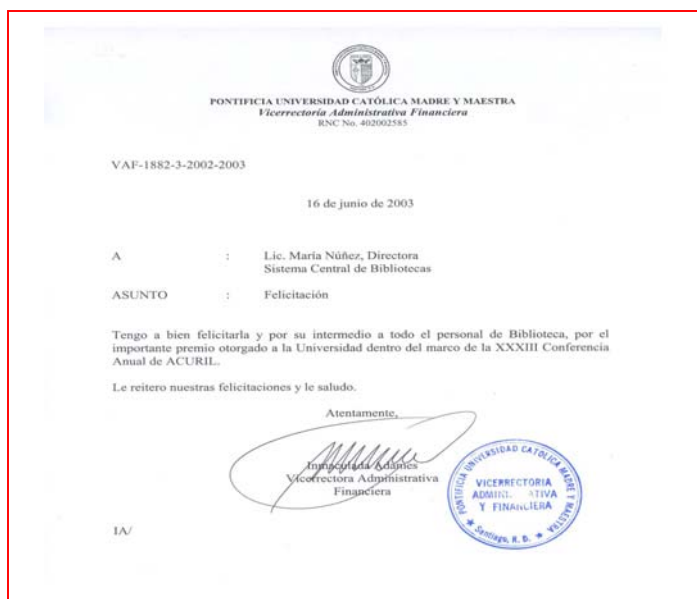 PONTIFICIA UNIVERSIDAD CATÓLICA MADRE Y MAESTRA
Vicerrectoría Administrativa Financiera
RNC No. 402002585
VAF-1882-3-2002-2003
16 de junio de 2003
A : Lic. María Núñez, Directora
Sistema Central de Bibliotecas
ASUNTO : Felicitación
Tengo a bien felicitarla y por su intermedio a todo el personal de Biblioteca, por el
importante premio otorgado a la Universidad dentro del marco de la XXXIII Conferencia
Anual de ACURIL.
Le reitero nuestras felicitaciones y le saludo.
Atentamente,
Inmaculada Adames
Vicerrectora Administrativa
Financiera
PONTIFICIA UNIVERSIDAD CATOLICA MADRE Y MAESTRA
VICERRECTORIA
ADMINI ATIVA
Y FINANCIERA
Santiago, R. D.
IA/